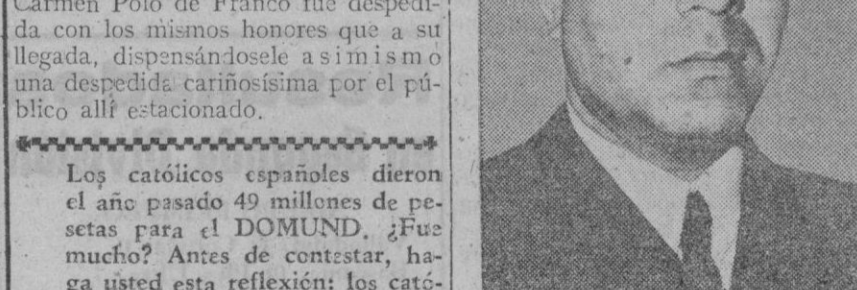 Carmen Polo de Franco fue despedi-
da con los mismos honores que a su
llegada, dispensándosele asimismo
una despedida cariñosísima por el pú-
blico allí estacionado.
Los católicos españoles dieron
el año pasado 49 millones de pe-
setas para el DOMUND. ¿Fue
mucho? Antes de contestar, ha-
ga usted esta reflexión: los cató-